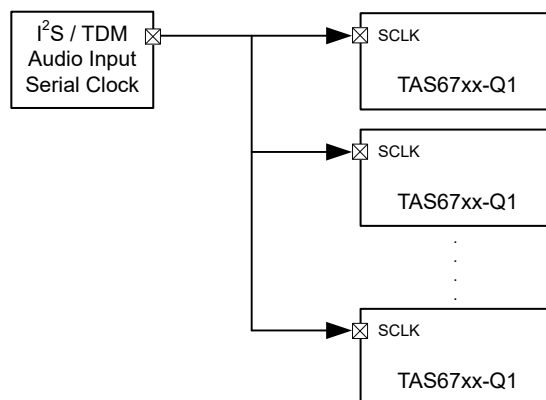 I²S / TDM
Audio Input
Serial Clock
SCLK
TAS67xx-Q1
SCLK
TAS67xx-Q1
SCLK
TAS67xx-Q1